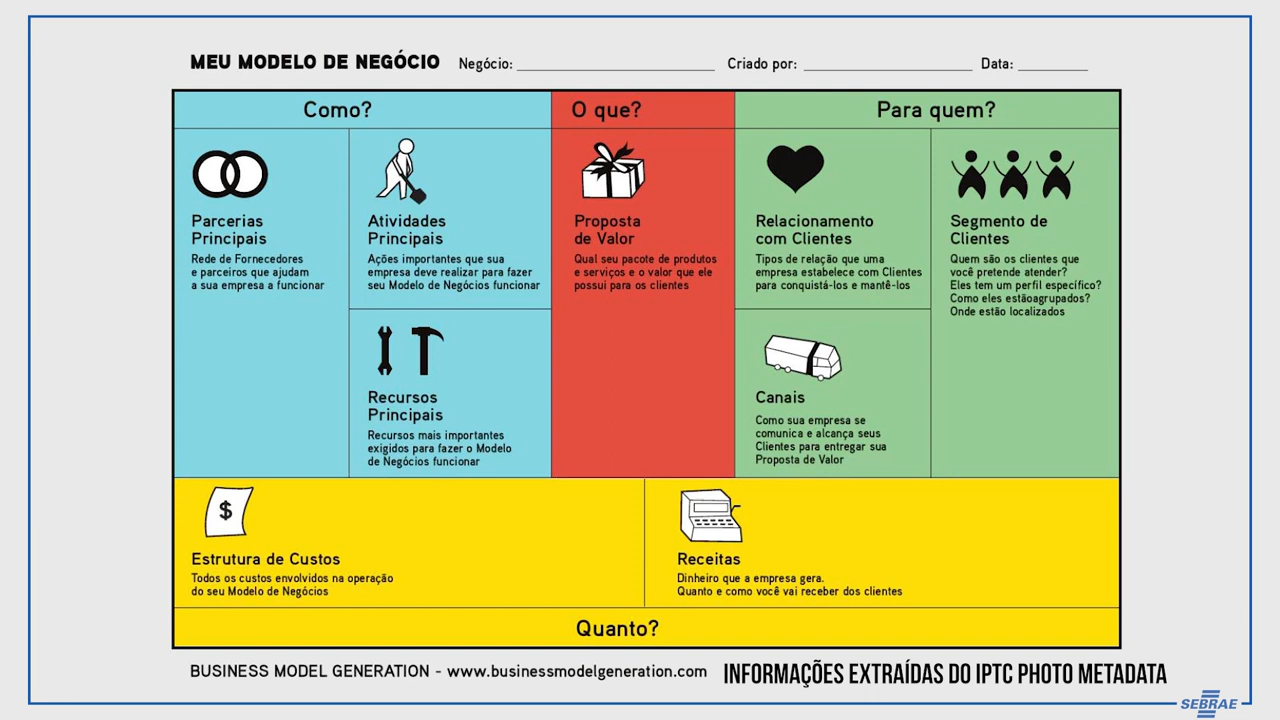 MEU MODELO DE NEGÓCIO Negócio: Criado por: Data:
Como?
O que?
Para quem?
Parcerias
Principais
Rede de Fornecedores
e parceiros que ajudam
a sua empresa a funcionar
Atividades
Principais
Ações importantes que sua
empresa deve realizar para fazer
seu Modelo de Negócios funcionar
Recursos
Principais
Recursos mais importantes
exigidos para fazer o Modelo
de Negócios funcionar
Proposta
de Valor
Qual seu pacote de produtos
e serviços e o valor que ele
possui para os clientes
Relacionamento
com Clientes
Tipos de relação que uma
empresa estabelece com Clientes
para conquistá-los e mantê-los
Canais
Como sua empresa se
comunica e alcança seus
Clientes para entregar sua
Proposta de Valor
Segmento de
Clientes
Quem são os clientes que
você pretende atender?
Eles tem um perfil específico?
Como eles estãoagrupados?
Onde estão localizados
$
Estrutura de Custos
Todos os custos envolvidos na operação
do seu Modelo de Negócios
Receitas
Dinheiro que a empresa gera.
Quanto e como você vai receber dos clientes
Quanto?
BUSINESS MODEL GENERATION - www.businessmodelgeneration.com
INFORMAÇÕES EXTRAÍDAS DO IPTC PHOTO METADATA
SEBRAE